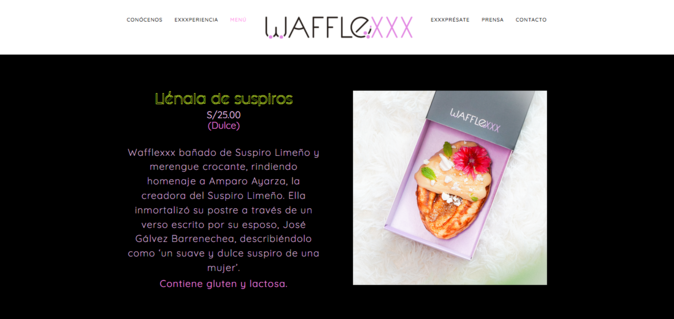 CONÓCENOS EXXXPERIENCIA MENÚ WAFFLEXXX EXXXPRÉSATE PRENSA CONTACTO
Llénala de suspiros
S/25.00
(Dulce)
Wafflexxx bañado de Suspiro Limeño y
merengue crocante, rindiendo
homenaje a Amparo Ayarza, la
creadora del Suspiro Limeño. Ella
inmortalizó su postre a través de un
verso escrito por su esposo, José
Gálvez Barrenechea, describiéndolo
como ‘un suave y dulce suspiro de una
mujer’.
Contiene gluten y lactosa.
WAFFLEXXX